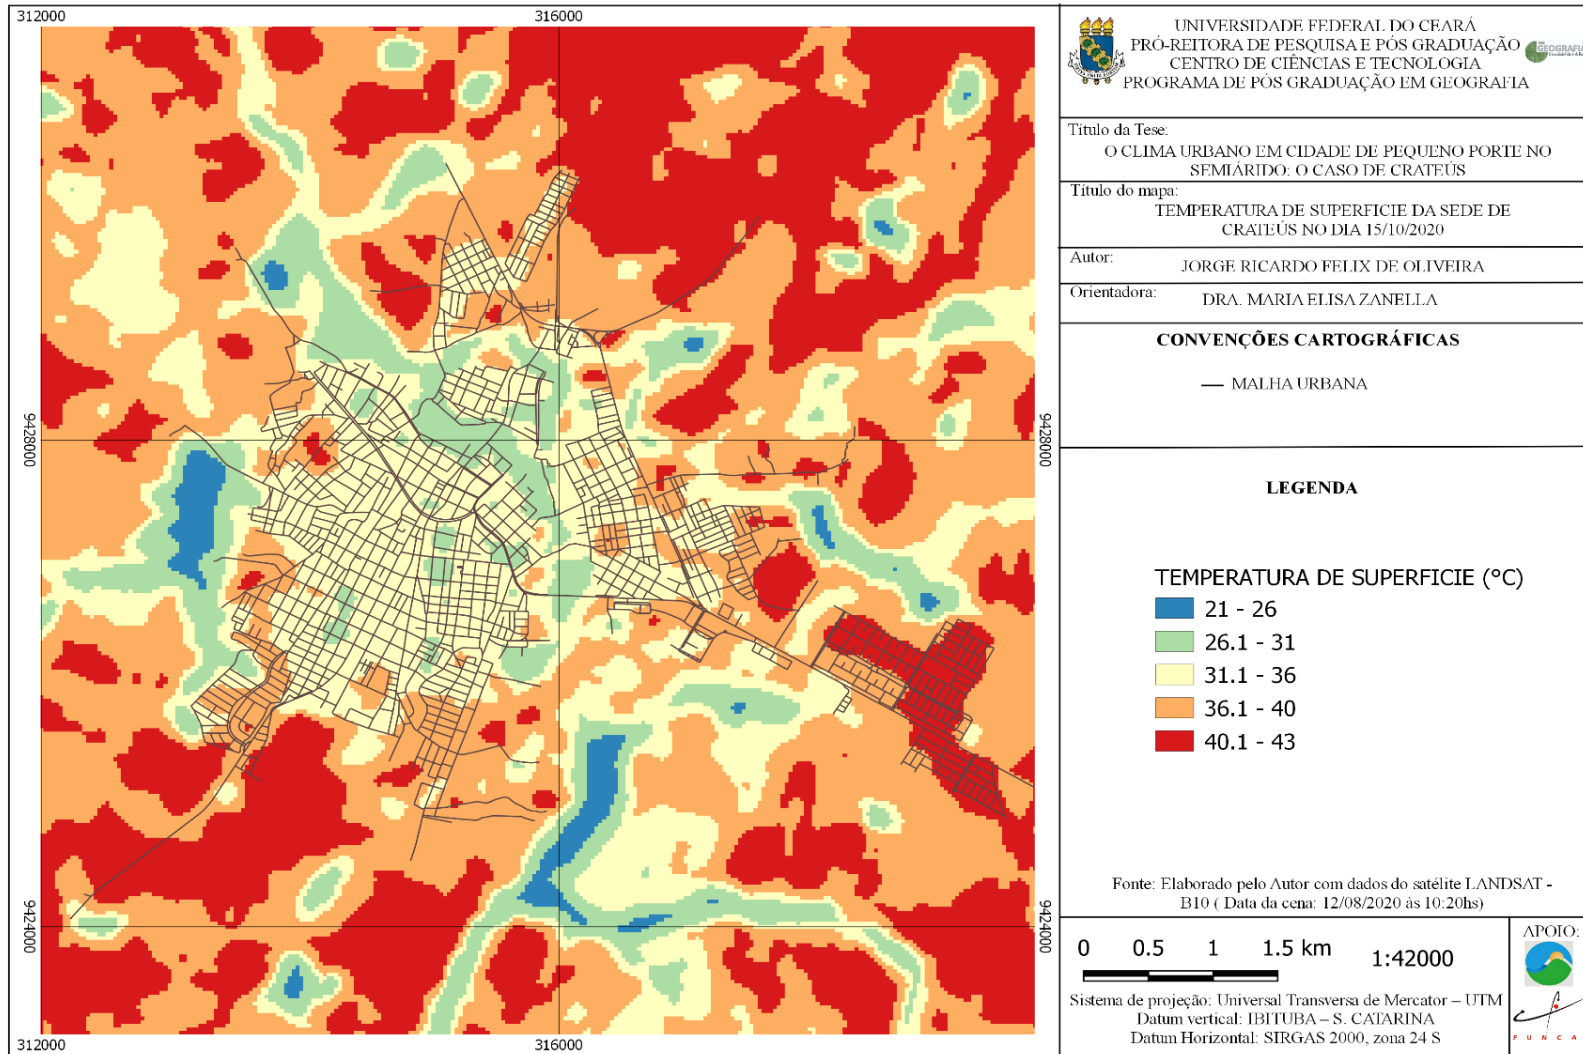 312000
316000
9428000
9428000
9424000
9424000
312000
316000
UNIVERSIDADE FEDERAL DO CEARÁ
PRÓ-REITORA DE PESQUISA E PÓS GRADUAÇÃO
CENTRO DE CIÊNCIAS E TECNOLOGIA
PROGRAMA DE PÓS GRADUAÇÃO EM GEOGRAFIA
GEOGRAFIA
Título da Tese:
O CLIMA URBANO EM CIDADE DE PEQUENO PORTE NO
SEMIÁRIDO: O CASO DE CRATEÚS
Título do mapa:
TEMPERATURA DE SUPERFICIE DA SEDE DE
CRATEÚS NO DIA 15/10/2020
Autor:
JORGE RICARDO FELIX DE OLIVEIRA
Orientadora:
DRA. MARIA ELISA ZANELLA
CONVENÇÕES CARTOGRÁFICAS
MALHA URBANA
LEGENDA
TEMPERATURA DE SUPERFICIE (°C)
21 - 26
26.1 - 31
31.1 - 36
36.1 - 40
40.1 - 43
Fonte: Elaborado pelo Autor com dados do satélite LANDSAT -
B10 ( Data da cena: 12/08/2020 às 10:20hs)
0 0.5 1 1.5 km
1:42000
Sistema de projeção: Universal Transversa de Mercator – UTM
Datum vertical: IBITUBA – S. CATARINA
Datum Horizontal: SIRGAS 2000, zona 24 S
APOIO:
F U N C A